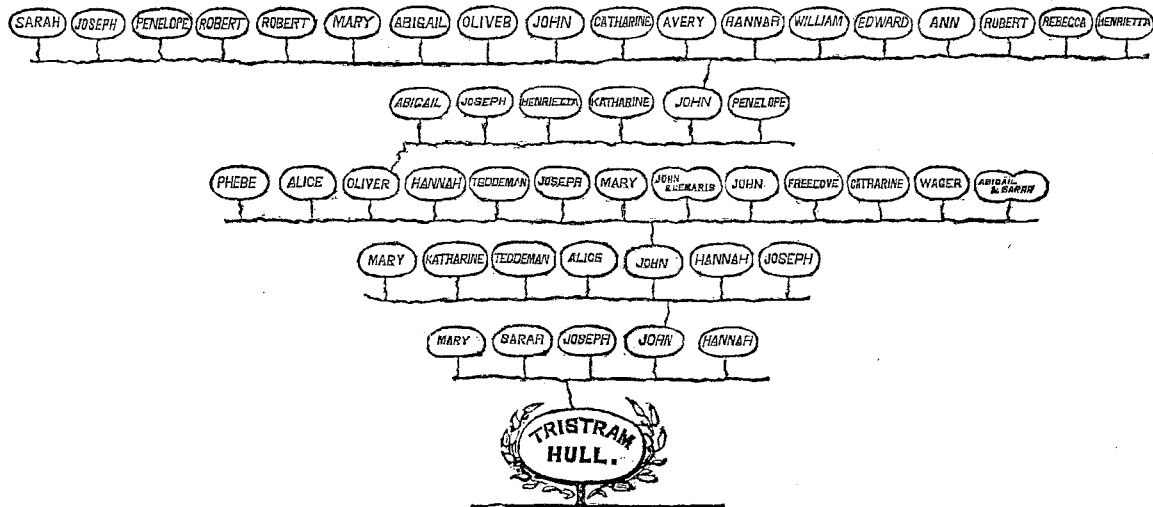 SARAH JOSEPH PENELOPE ROBERT ROBERT MARY ABIGAIL OLIVER JOHN CATHARINE AVERY HANNAH WILLIAM EDWARD ANN ROBERT REBECCA HENRIETTA
ABIGAIL JOSEPH HENRIETTA KATHARINE JOHN PENELOPE
PHEBE ALICE OLIVER HANNAH TEDDEMAN JOSEPH MARY JOHN & DEMARIS JOHN FREELOVE CATHARINE WAGER ABIGAIL & SARAH
MARY KATHARINE TEDDEMAN ALICE JOHN HANNAH JOSEPH
MARY SARAH JOSEPH JOHN HANNAH
TRISTRAM
HULL.